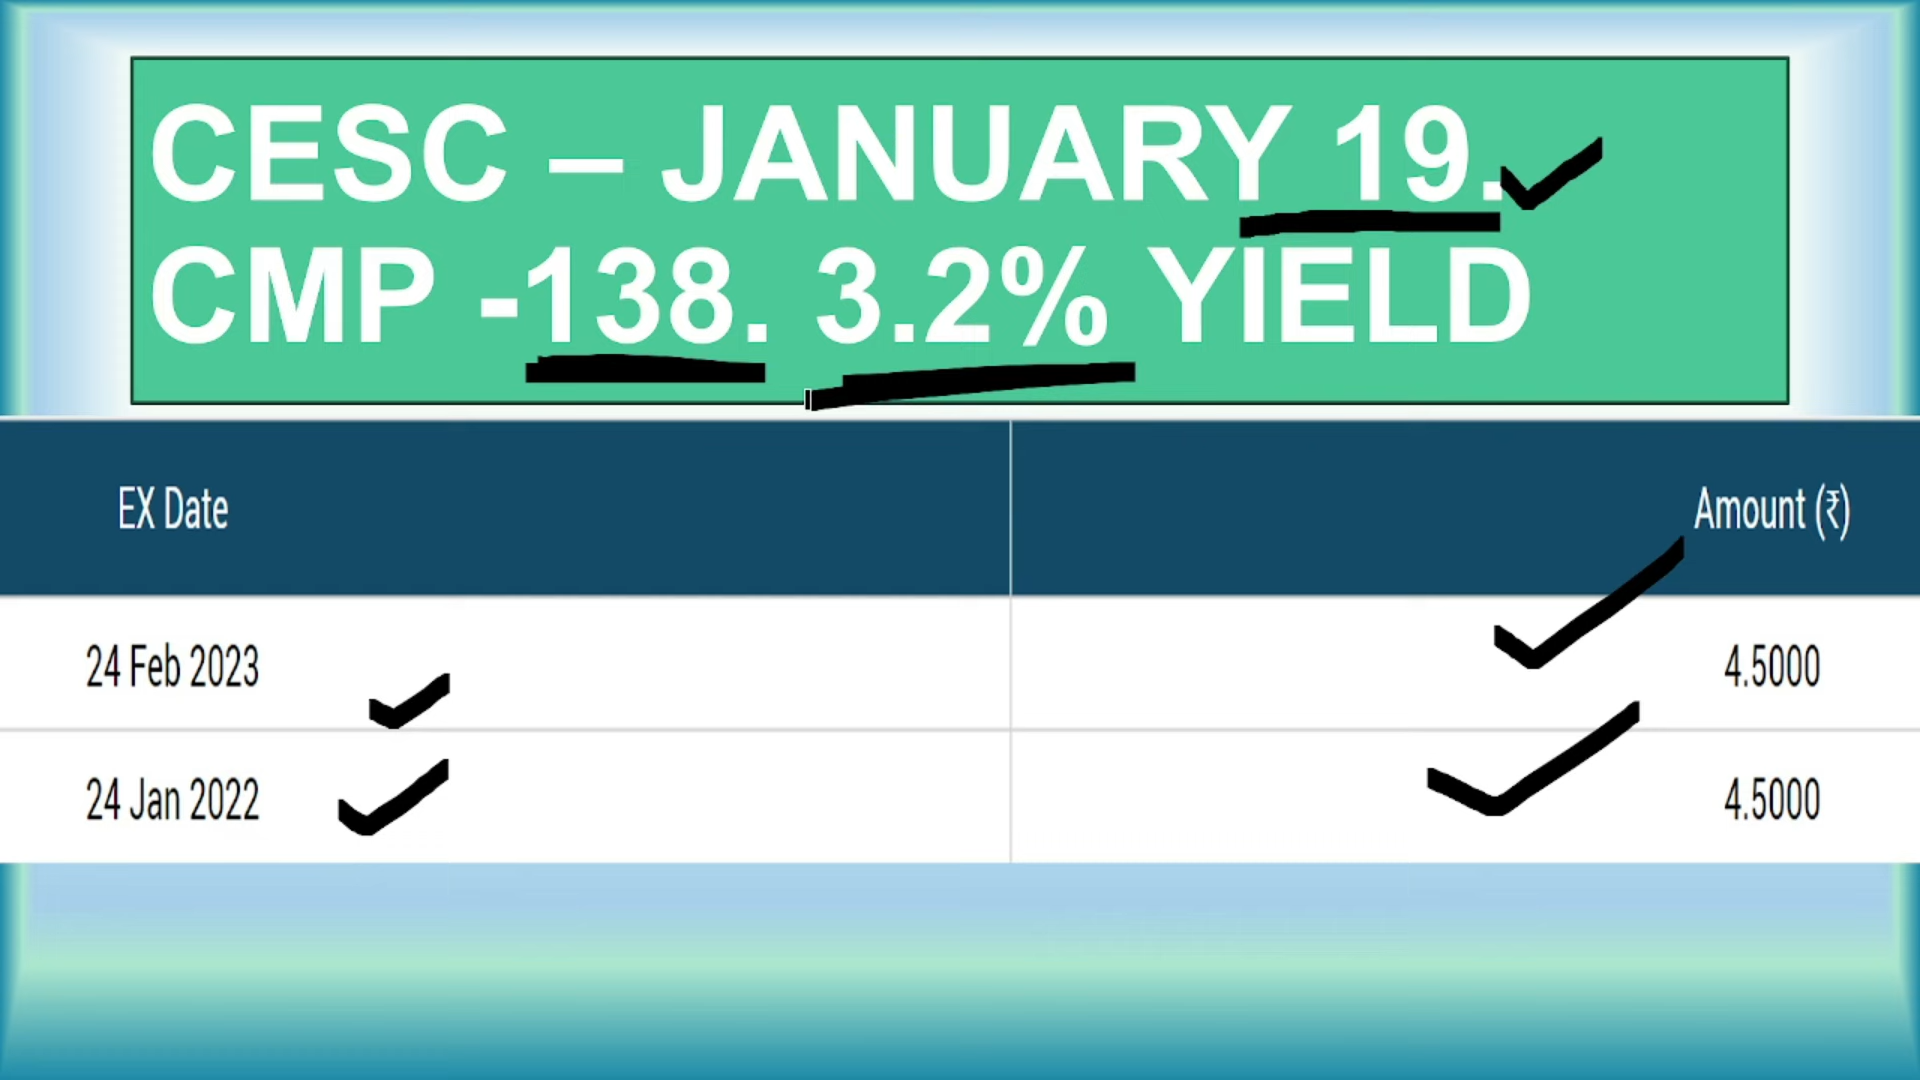 CESC – JANUARY 19.
CMP -138. 3.2% YIELD
EX Date Amount (₹)
24 Feb 2023 4.5000
24 Jan 2022 4.5000